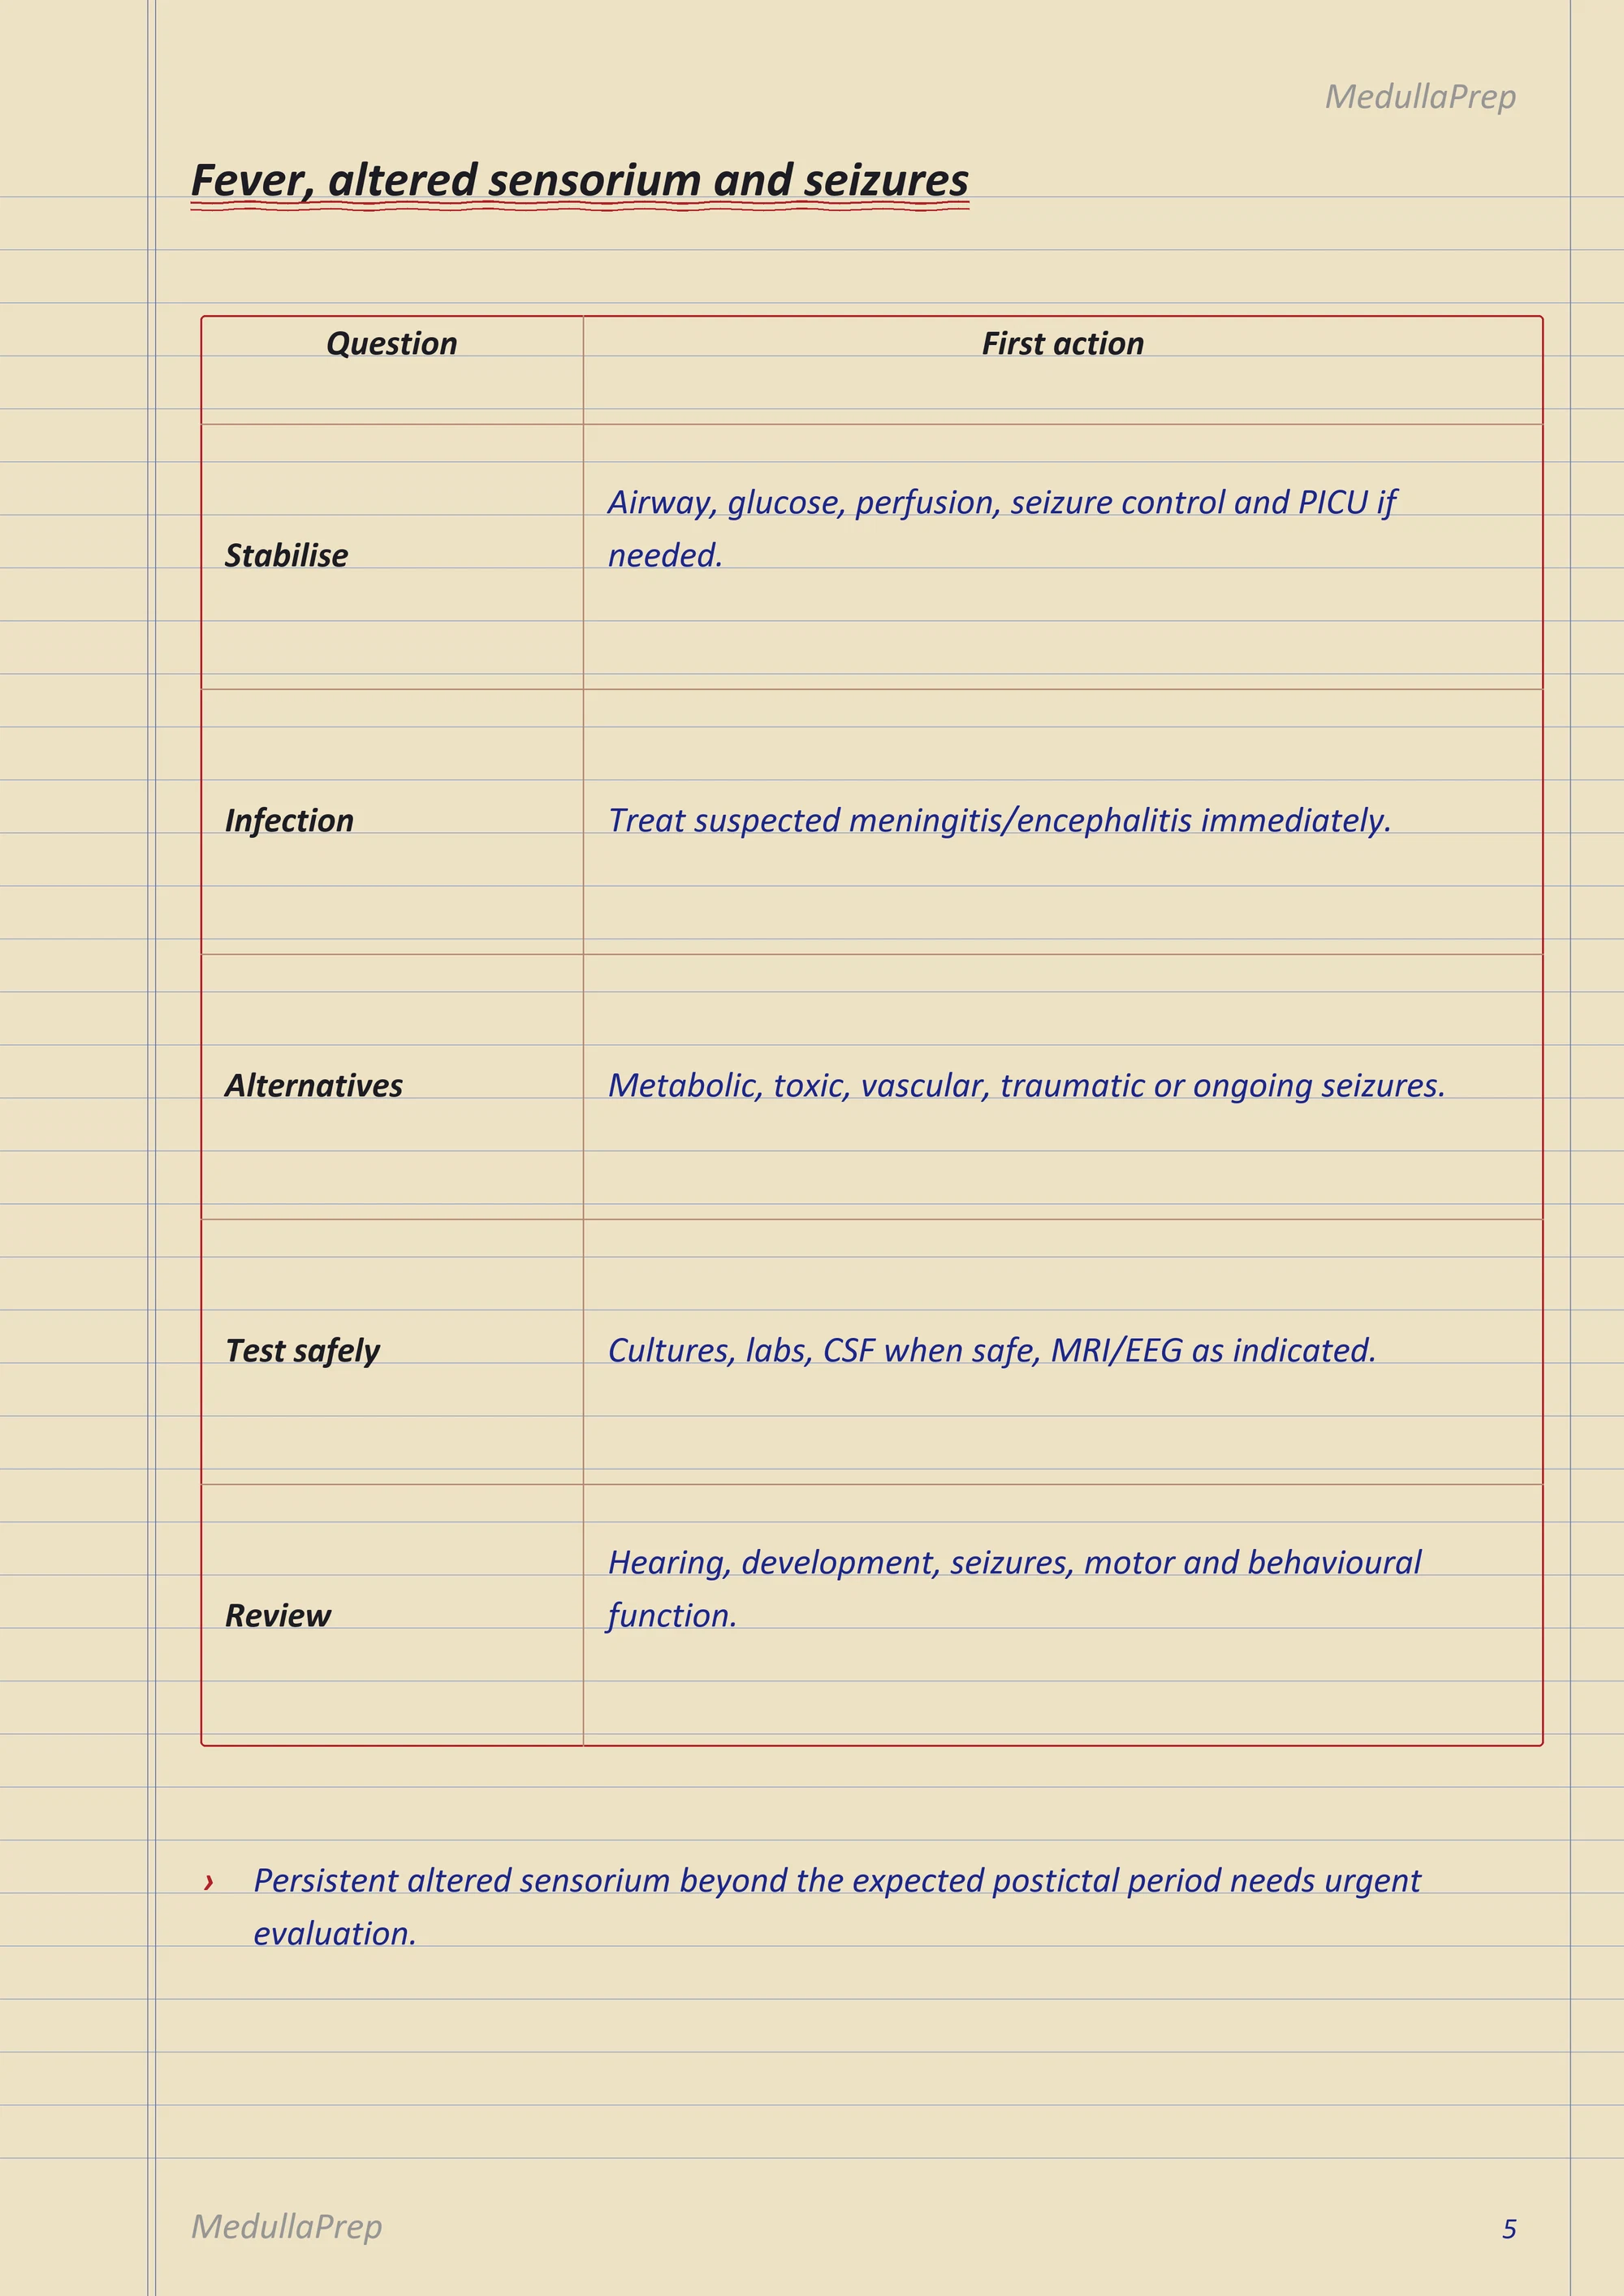 MedullaPrep
Fever, altered sensorium and seizures
Question First action
Airway, glucose, perfusion, seizure control and PICU if
Stabilise needed.
Infection Treat suspected meningitis/encephalitis immediately.
Alternatives Metabolic, toxic, vascular, traumatic or ongoing seizures.
Test safely Cultures, labs, CSF when safe, MRI/EEG as indicated.
Hearing, development, seizures, motor and behavioural
Review function.
› Persistent altered sensorium beyond the expected postictal period needs urgent
evaluation.
MedullaPrep 5